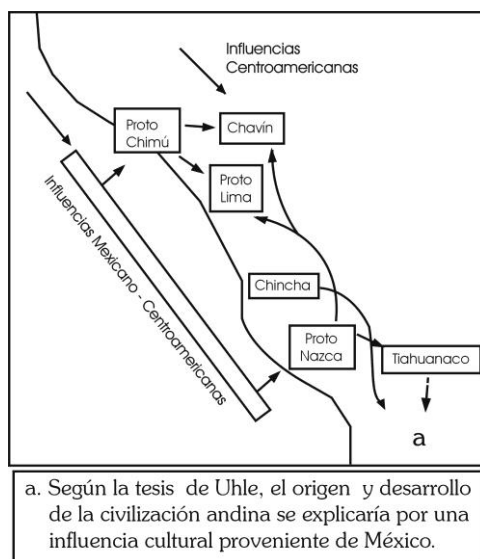 Influencias
Centroamericanas
Proto
Chimú
Chavín
Proto
Lima
Influencias Mexicano - Centroamericanas
Chincha
Proto
Nazca
Tiahuanaco
a
a. Según la tesis de Uhle, el origen y desarrollo
de la civilización andina se explicaría por una
influencia cultural proveniente de México.